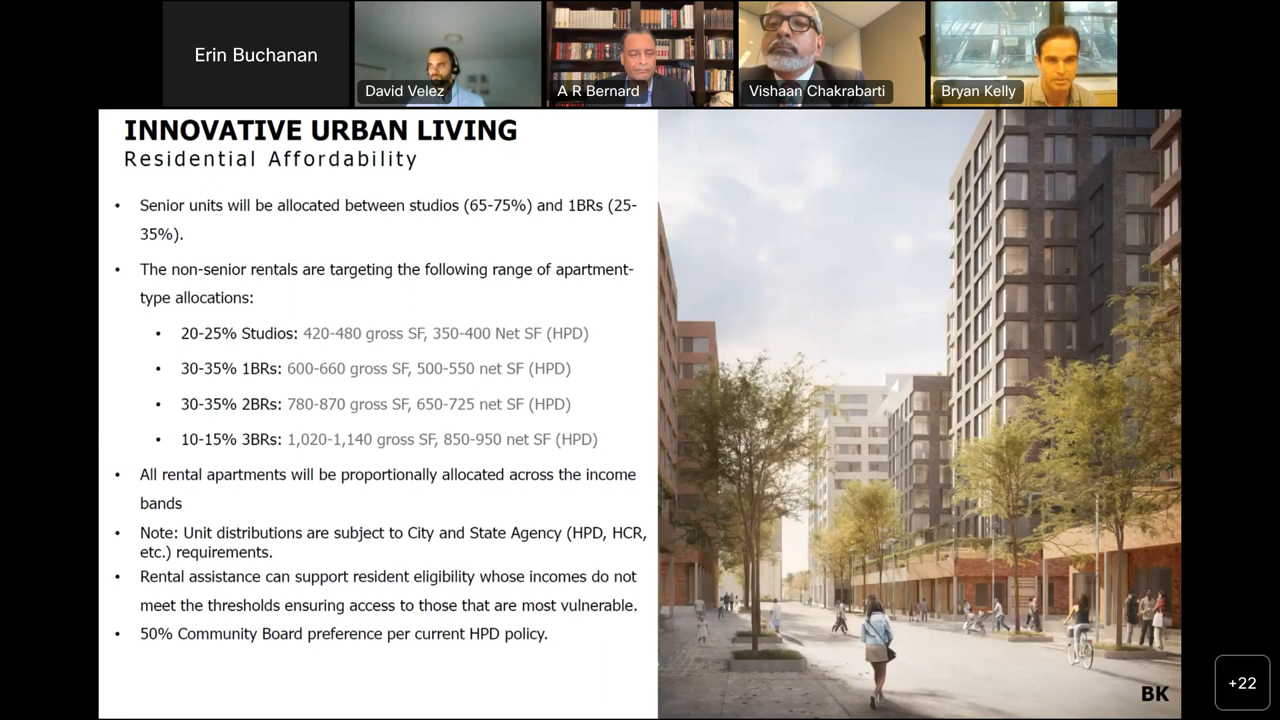 Erin Buchanan
David Velez
A R Bernard
Vishaan Chakrabarti
Bryan Kelly
INNOVATIVE URBAN LIVING
Residential Affordability
• Senior units will be allocated between studios (65-75%) and 1BRs (25-
35%).
• The non-senior rentals are targeting the following range of apartment-
type allocations:
• 20-25% Studios: 420-480 gross SF, 350-400 Net SF (HPD)
• 30-35% 1BRs: 600-660 gross SF, 500-550 net SF (HPD)
• 30-35% 2BRs: 780-870 gross SF, 650-725 net SF (HPD)
• 10-15% 3BRs: 1,020-1,140 gross SF, 850-950 net SF (HPD)
• All rental apartments will be proportionally allocated across the income
bands
• Note: Unit distributions are subject to City and State Agency (HPD, HCR,
etc.) requirements.
• Rental assistance can support resident eligibility whose incomes do not
meet the thresholds ensuring access to those that are most vulnerable.
• 50% Community Board preference per current HPD policy.
BK
+22